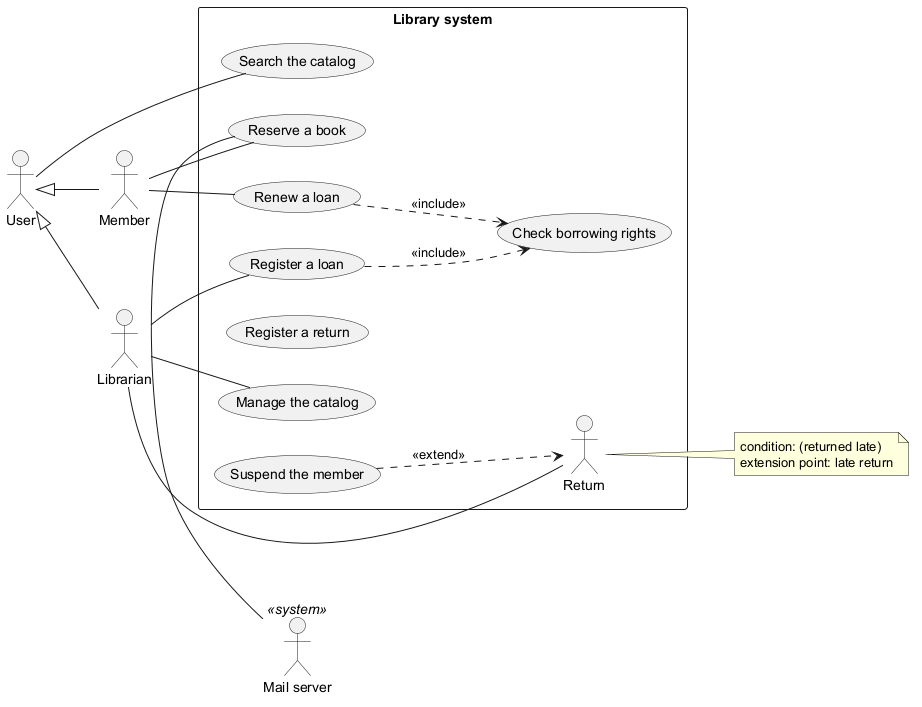 Library system
Search the catalog
Reserve a book
User
Member
Renew a loan
«include»
Check borrowing rights
Register a loan
«include»
Register a return
Librarian
Manage the catalog
Suspend the member
«extend»
Return
condition: (returned late)
extension point: late return
«system»
Mail server